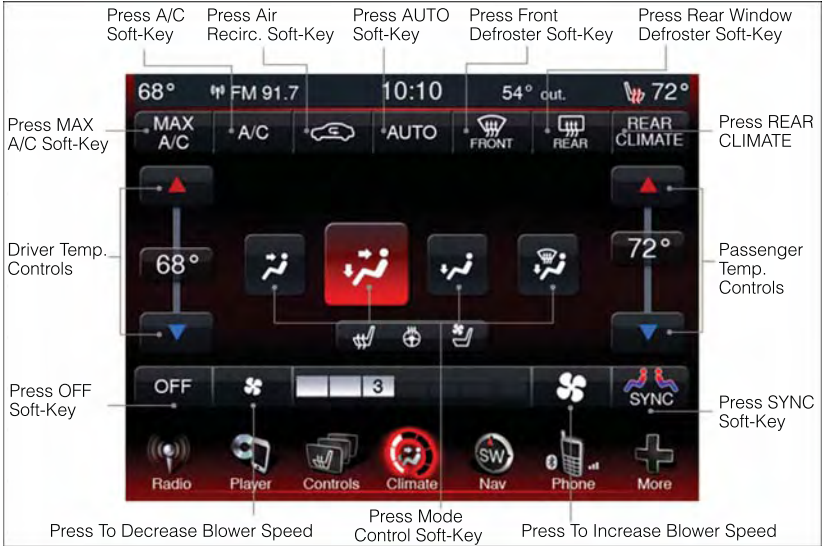 Press A/C
Soft-Key
Press Air
Recirc. Soft-Key
Press AUTO
Soft-Key
Press Front
Defroster Soft-Key
Press Rear Window
Defroster Soft-Key
68° FM 91.7 10:10 54° out. 72°
Press MAX
A/C Soft-Key
MAX
A/C
A/C
AUTO
FRONT
REAR
REAR
CLIMATE
Press REAR
CLIMATE
Driver Temp.
Controls
68°
72°
Passenger
Temp.
Controls
Press OFF
Soft-Key
OFF
3
SYNC
Press SYNC
Soft-Key
Radio
Player
Controls
Climate
SW
Nav
Phone
More
Press To Decrease Blower Speed
Press Mode
Control Soft-Key
Press To Increase Blower Speed